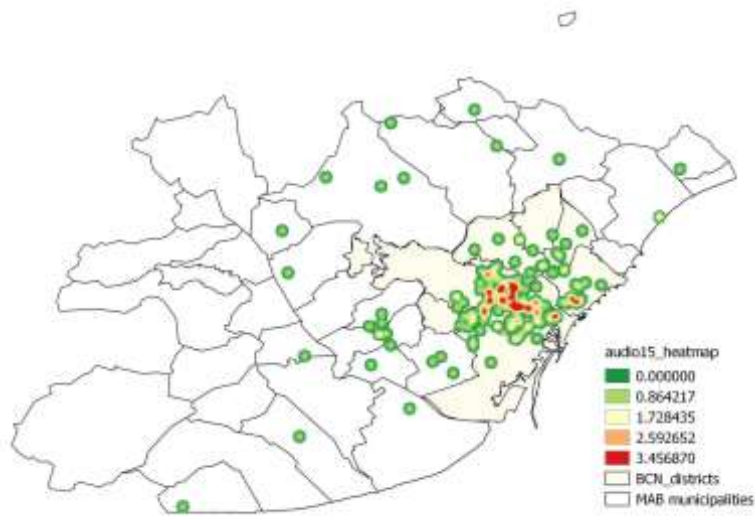 audio15_heatmap
0.000000
0.864217
1.728435
2.592652
3.456870
BCN_districts
MAB municipalities